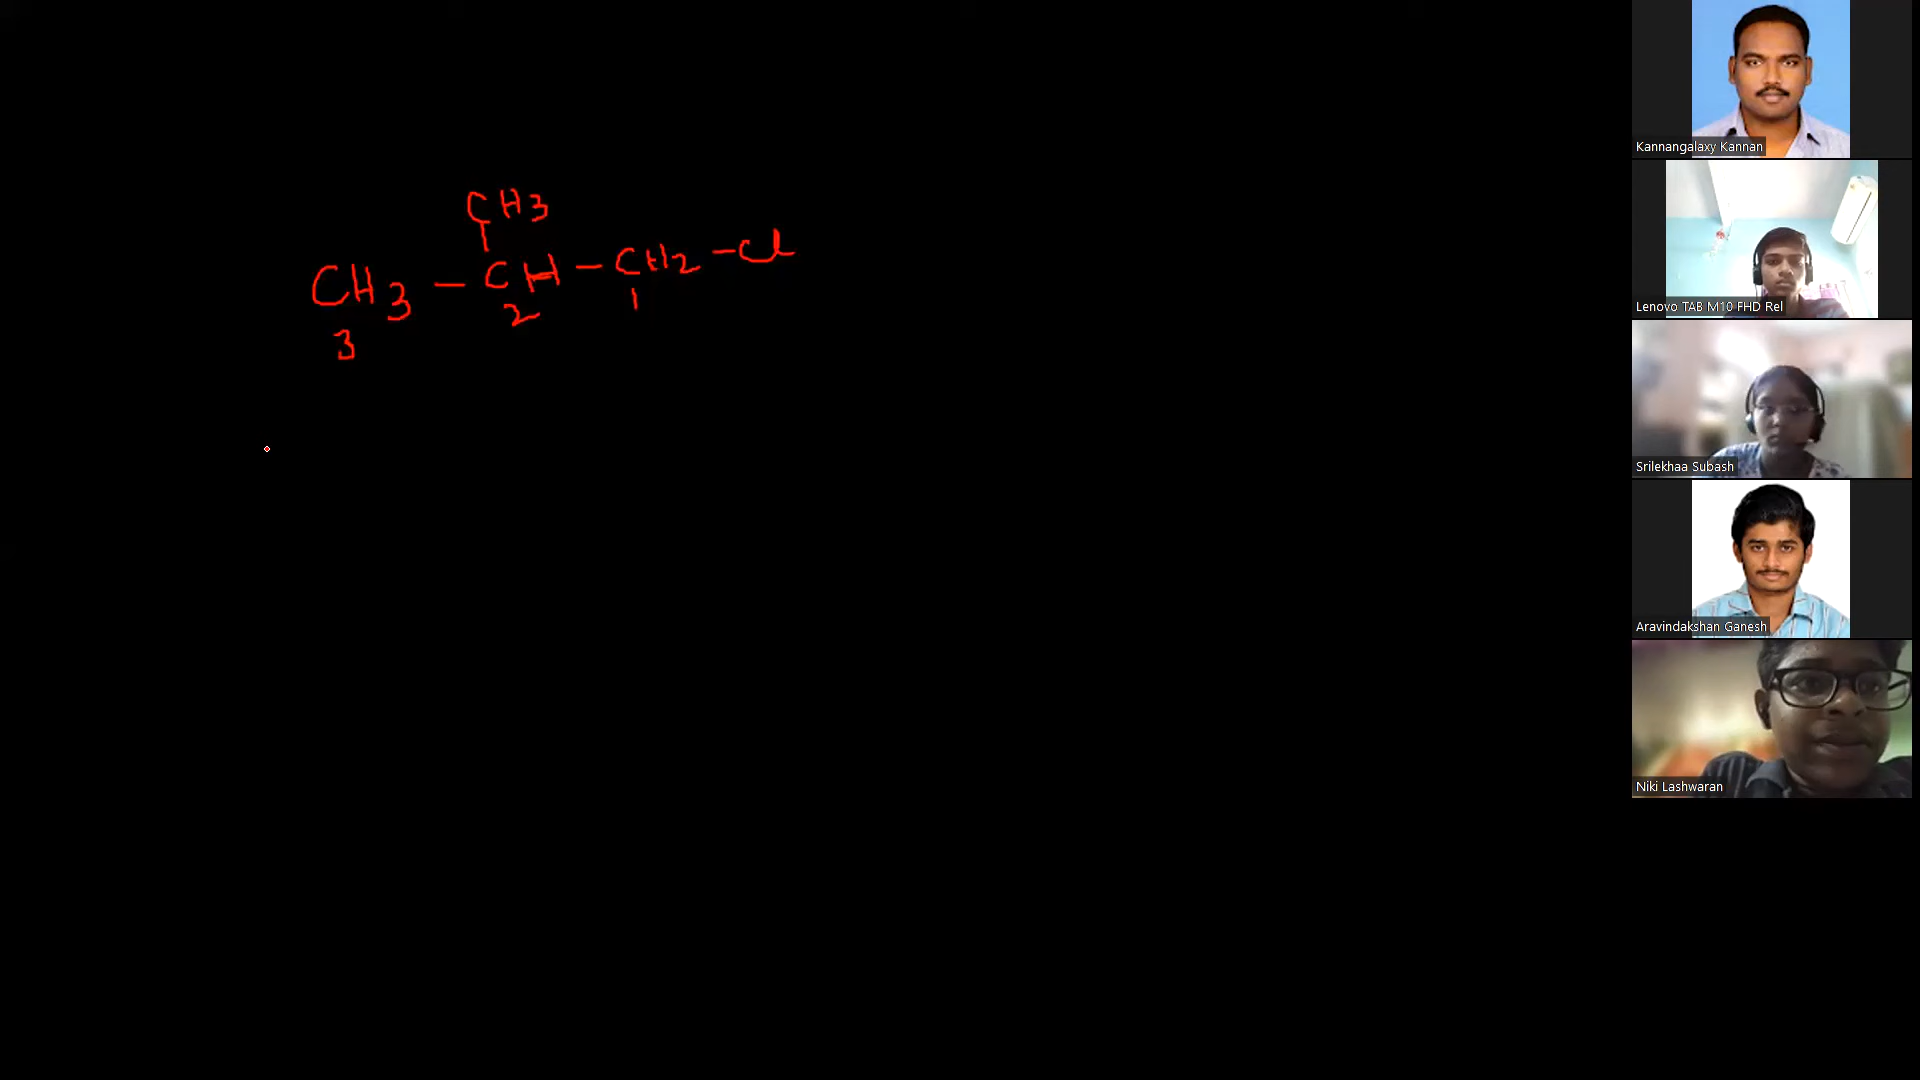 CH3
CH3 - CH - CH2 - Cl
3 2 1
Kannangalaxy Kannan
Lenovo TAB M10 FHD Rel
Srilekhaa Subash
Aravindakshan Ganesh
Niki Lashwaran